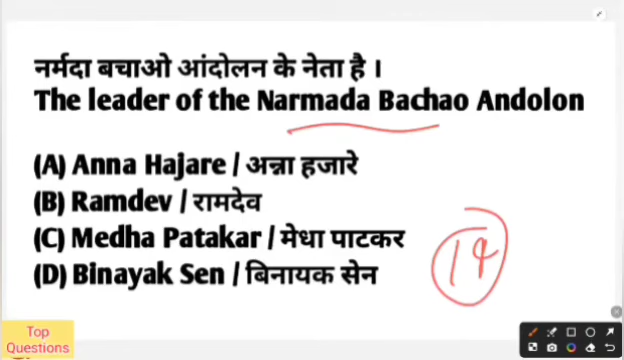 नर्मदा बचाओ आंदोलन के नेता है ।
The leader of the Narmada Bachao Andolon
(A) Anna Hajare / अन्ना हजारे
(B) Ramdev / रामदेव
(C) Medha Patakar / मेधा पाटकर
(D) Binayak Sen / बिनायक सेन
14
Top
Questions